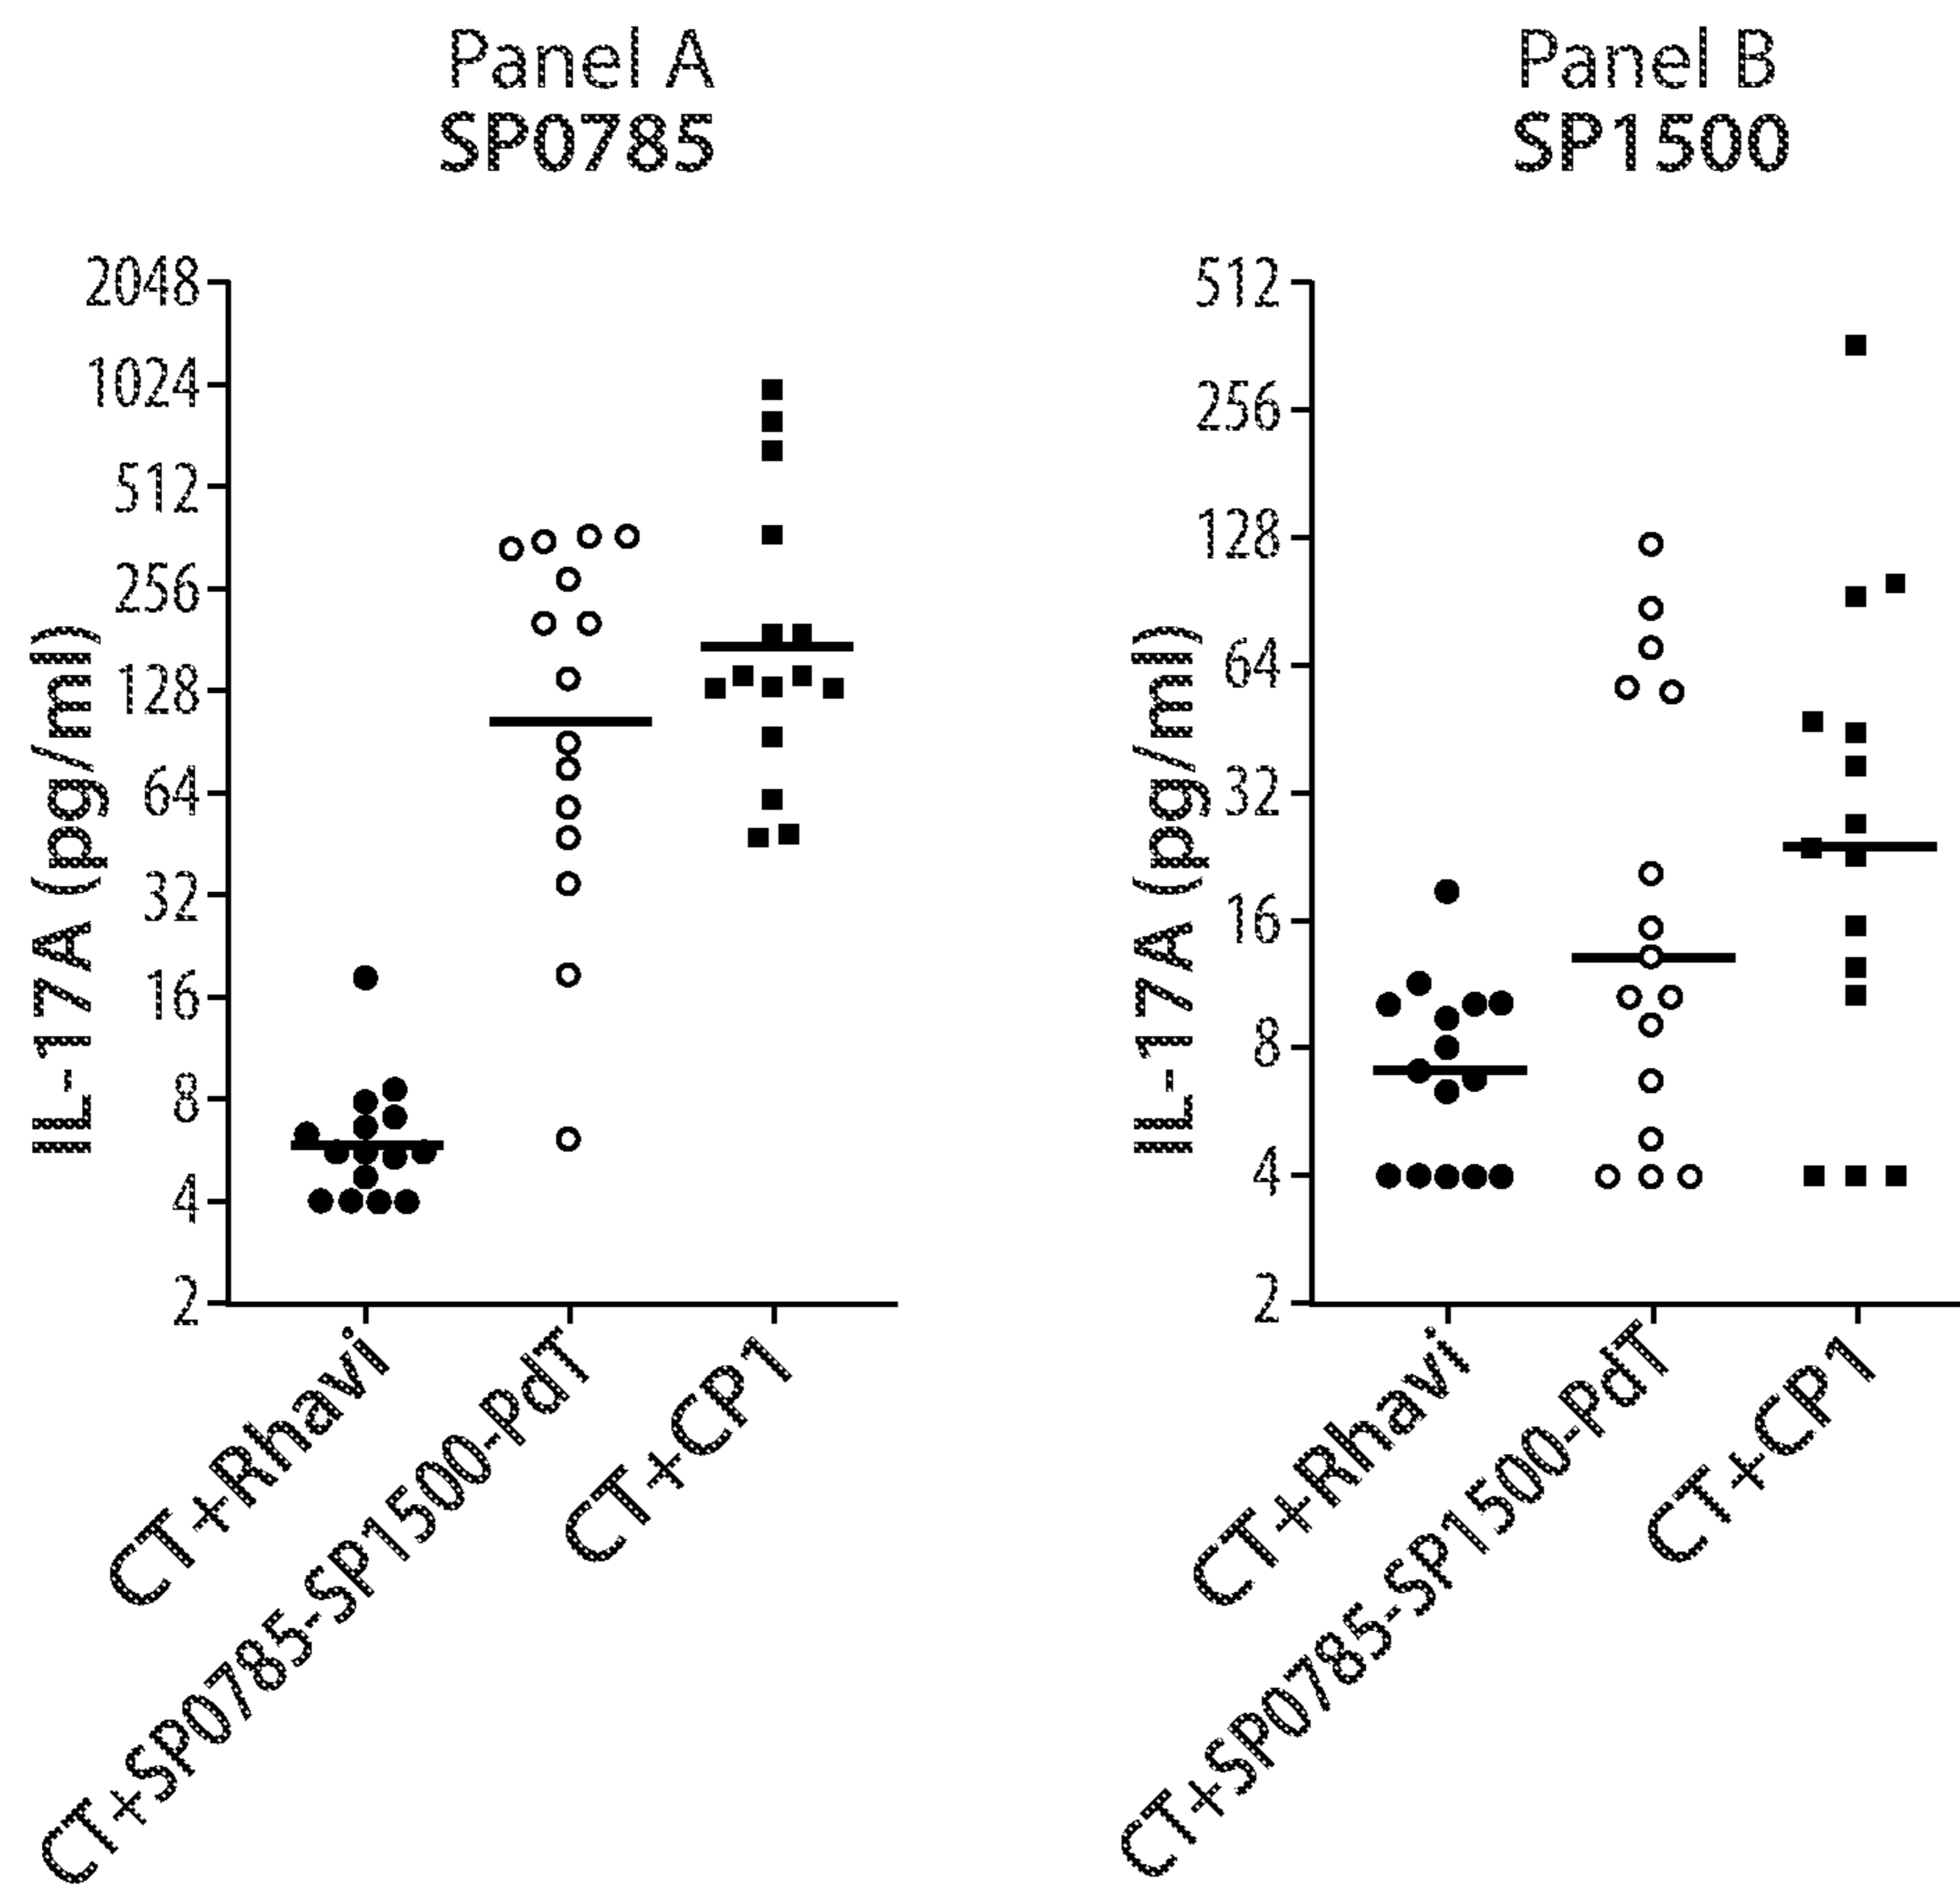 Panel A
SP0785
IL-17A (pg/ml)
2048
1024
512
256
128
64
32
16
8
4
2
CT+Rhavi
CT+SP0785-SP1500-PdT
CT+CP1
Panel B
SP1500
IL-17A (pg/ml)
512
256
128
64
32
16
8
4
2
CT+Rhavi
CT+SP0785-SP1500-PdT
CT+CP1